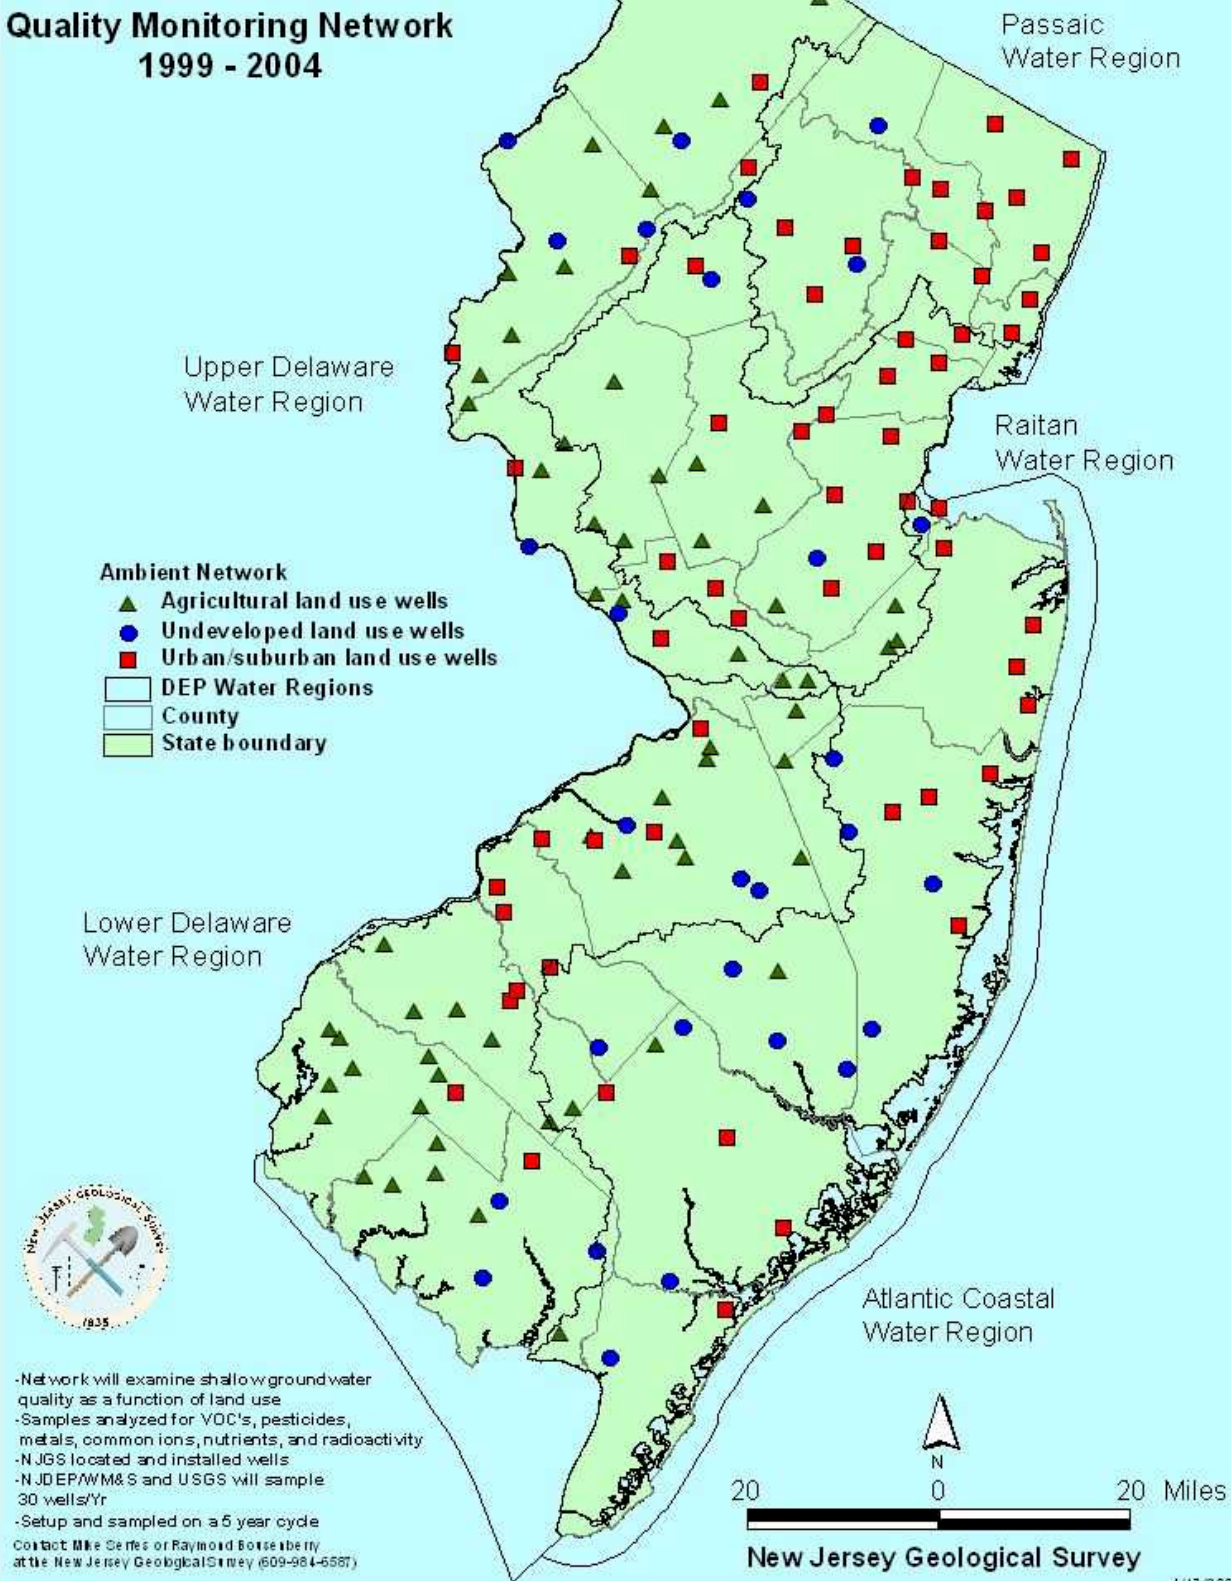 Quality Monitoring Network
1999 - 2004
Passaic
Water Region
Upper Delaware
Water Region
Raitan
Water Region
Ambient Network
Agricultural land use wells
Undeveloped land use wells
Urban/suburban land use wells
DEP Water Regions
County
State boundary
Lower Delaware
Water Region
NEW JERSEY GEOLOGICAL SURVEY
1835
Atlantic Coastal
Water Region
-Network will examine shallow groundwater
quality as a function of land use
-Samples analyzed for VOC's, pesticides,
metals, common ions, nutrients, and radioactivity
-NJGS located and installed wells
-NJDEP/WM&S and USGS will sample
30 wells/Yr
-Setup and sampled on a 5 year cycle
Contact: Mike Serfes or Raymond Bousenberry
at the New Jersey Geological Survey (609-984-6587)
N
20 0 20 Miles
New Jersey Geological Survey